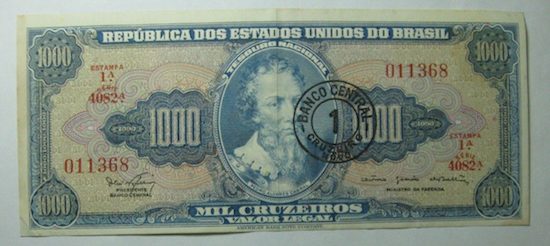 REPÚBLICA DOS ESTADOS UNIDOS DO BRASIL
TESOURO NACIONAL
1000
1000
ESTAMPA
1ª
SÉRIE
4082ª
011368
BANCO CENTRAL
1
CRUZEIRO
1000
1000
ESTAMPA
1ª
SÉRIE
4082ª
011368
PRESIDENTE
BANCO CENTRAL
MINISTRO DA FAZENDA
1000
1000
MIL CRUZEIROS
VALOR LEGAL
AMERICAN BANK NOTE COMPANY